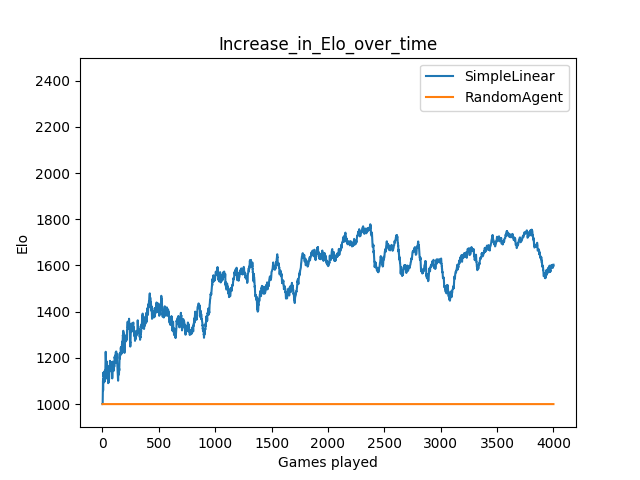 Increase_in_Elo_over_time
SimpleLinear
RandomAgent
2400
2200
2000
1800
1600
1400
1200
1000
Elo
0 500 1000 1500 2000 2500 3000 3500 4000
Games played